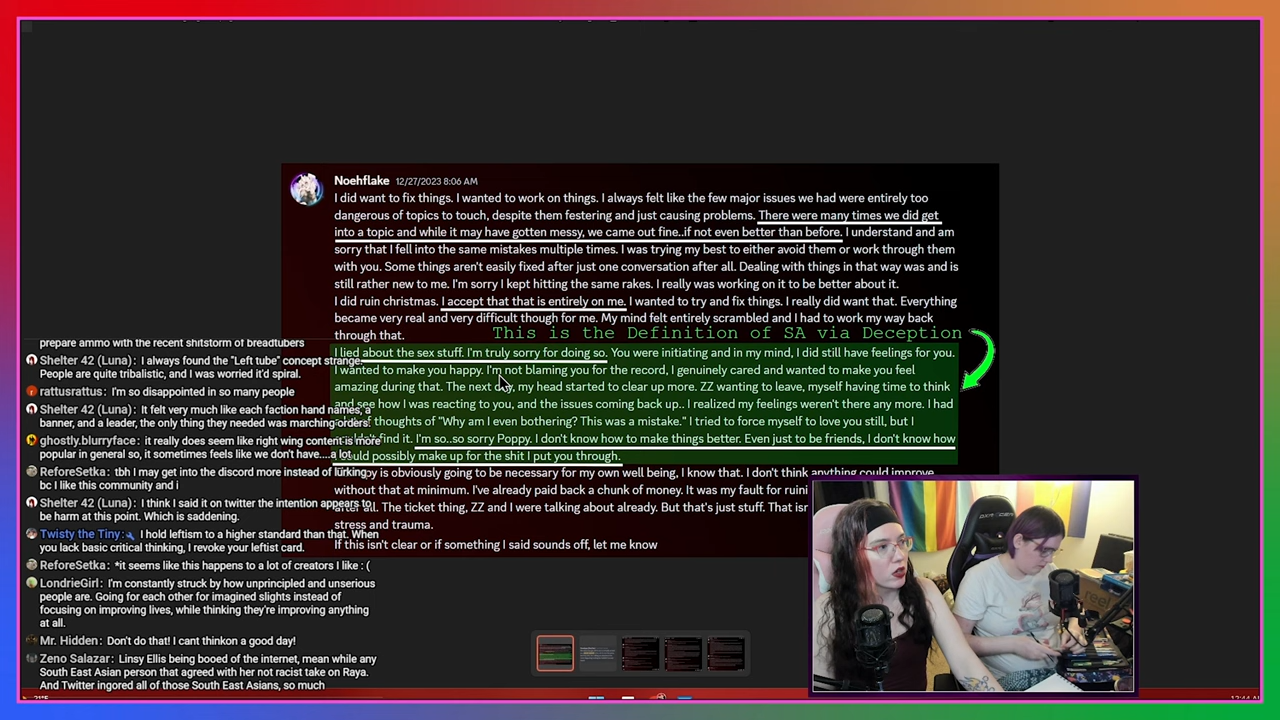 Noehflake 12/27/2023 8:06 AM
I did want to fix things. I wanted to work on things. I always felt like the few major issues we had were entirely too
dangerous of topics to touch, despite them festering and just causing problems. There were many times we did get
into a topic and while it may have gotten messy, we came out fine..if not even better than before. I understand and am
sorry that I fell into the same mistakes multiple times. I was trying my best to either avoid them or work through them
with you. Some things aren't easily fixed after just one conversation after all. Dealing with things in that way was and is
still rather new to me. I'm sorry I kept hitting the same rakes. I really was working on it to be better about it.
I did ruin christmas. I accept that that is entirely on me. I wanted to try and fix things. I really did want that. Everything
became very real and very difficult though for me. My mind felt entirely scrambled and I had to work my way back
through that.
This is the Definition of SA via Deception
I lied about the sex stuff. I'm truly sorry for doing so. You were initiating and in my mind, I did still have feelings for you.
I wanted to make you happy. I'm not blaming you for the record, I genuinely cared and wanted to make you feel
amazing during that. The next day, my head started to clear up more. ZZ wanting to leave, myself having time to think
and see how I was reacting to you, and the issues coming back up.. I realized my feelings weren't there any more. I had
of thoughts of "Why am I even bothering? This was a mistake." I tried to force myself to love you still, but I
find it. I'm so..so sorry Poppy. I don't know how to make things better. Even just to be friends, I don't know how
could possibly make up for the shit I put you through.
is obviously going to be necessary for my own well being, I know that. I don't think anything could improve
without that at minimum. I've already paid back a chunk of money. It was my fault for
after all. The ticket thing, ZZ and I were talking about already. But that's just stuff. That
stress and trauma.
If this isn't clear or if something I said sounds off, let me know
prepare ammo with the recent shitstorm of breadtubers
Shelter 42 (Luna): I always found the "Left tube" concept strange.
People are quite tribalistic, and I was worried it'd spiral.
rattusrattus: I'm so disappointed in so many people
Shelter 42 (Luna): It felt very much like each faction hand names, a
banner, and a leader, the only thing they needed was marching orders.
ghostly.blurryface: it really does seem like right wing content is more
popular in general so, it sometimes feels like we don't have....a lot
ReforeSetka: tbh I may get into the discord more instead of lurking
bc I like this community and i
Shelter 42 (Luna): I think I said it on twitter the intention appears to
be harm at this point. Which is saddening.
Twisty the Tiny: I hold leftism to a higher standard than that. When
you lack basic critical thinking, I revoke your leftist card.
ReforeSetka: *it seems like this happens to a lot of creators I like : (
LondrieGirl: I'm constantly struck by how unprincipled and unserious
people are. Going for each other for imagined slights instead of
focusing on improving lives, while thinking they're improving anything
at all.
Mr. Hidden: Don't do that! I cant thinkon a good day!
Zeno Salazar: Linsy Ellis being booed of the internet, mean while any
South East Asian person that agreed with her not racist take on Raya.
And Twitter ingored all of those South East Asians, so much